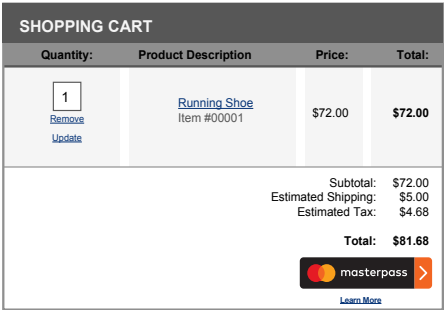 SHOPPING CART
Quantity: Product Description Price: Total:
1 Running Shoe $72.00 $72.00
Remove Item #00001
Update
Subtotal: $72.00
Estimated Shipping: $5.00
Estimated Tax: $4.68
Total: $81.68
masterpass
Learn More